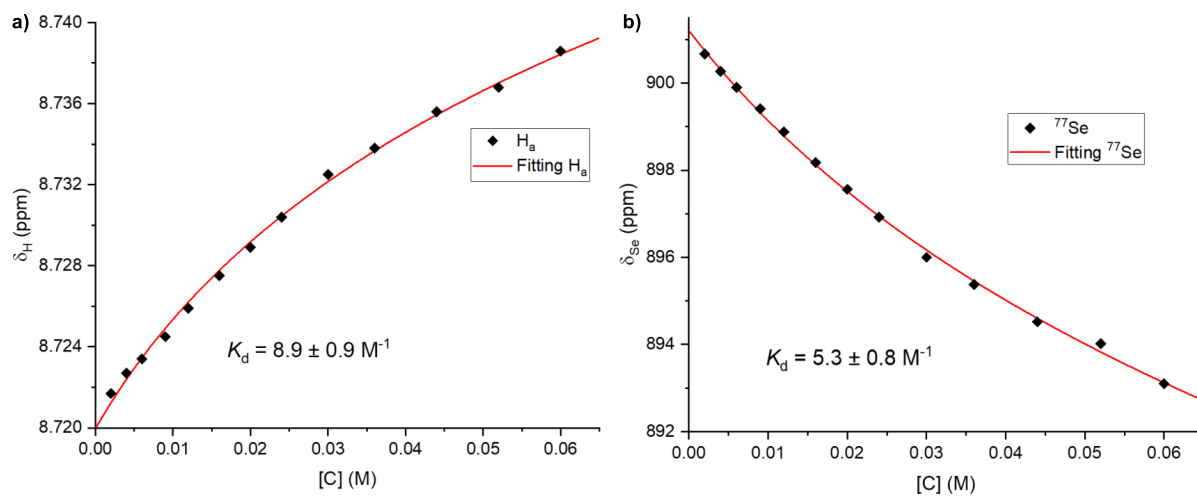 a)
8.740
8.736
8.732
8.728
8.724
8.720
δH (ppm)
Ha
Fitting Ha
Kd = 8.9 ± 0.9 M-1
0.00 0.01 0.02 0.03 0.04 0.05 0.06
[C] (M)
b)
900
898
896
894
892
δSe (ppm)
77Se
Fitting 77Se
Kd = 5.3 ± 0.8 M-1
0.00 0.01 0.02 0.03 0.04 0.05 0.06
[C] (M)